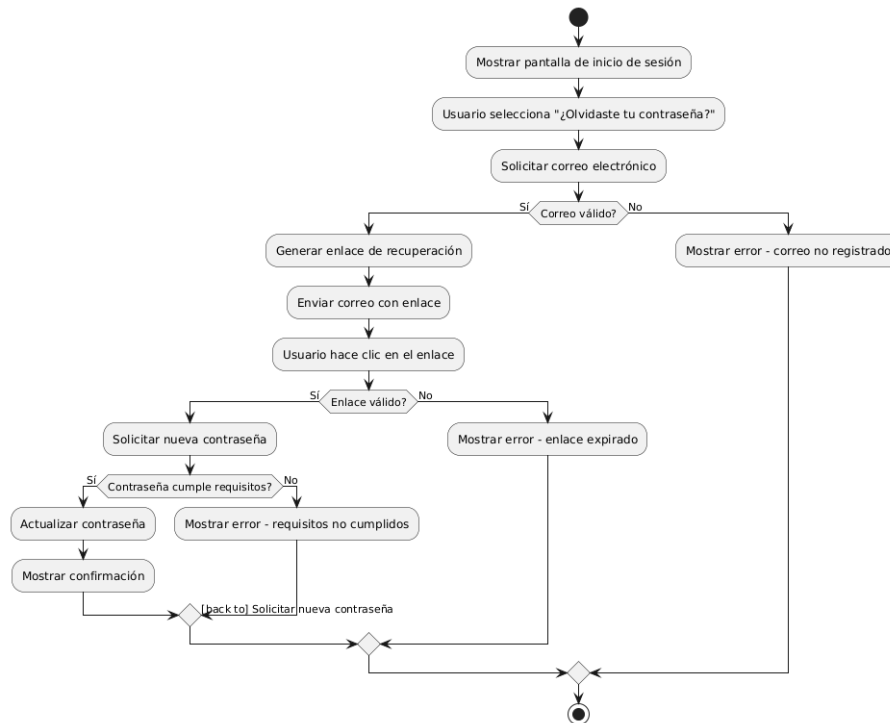 Mostrar pantalla de inicio de sesión
Usuario selecciona "¿Olvidaste tu contraseña?"
Solicitar correo electrónico
Sí
Correo válido?
No
Generar enlace de recuperación
Mostrar error - correo no registrado
Enviar correo con enlace
Usuario hace clic en el enlace
Sí
Enlace válido?
No
Solicitar nueva contraseña
Mostrar error - enlace expirado
Sí
Contraseña cumple requisitos?
No
Actualizar contraseña
Mostrar error - requisitos no cumplidos
Mostrar confirmación
[back to] Solicitar nueva contraseña